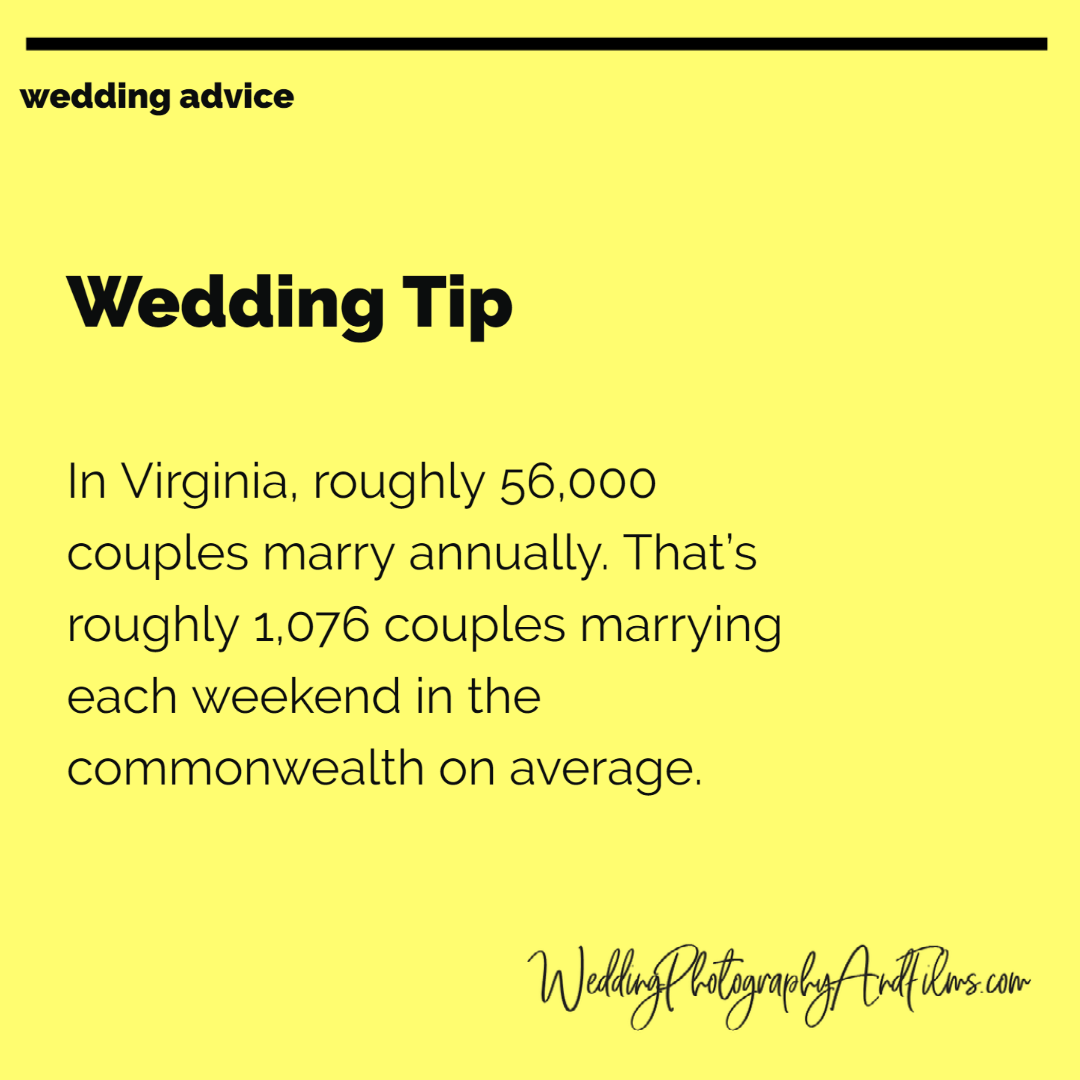 wedding advice
Wedding Tip
In Virginia, roughly 56,000
couples marry annually. That’s
roughly 1,076 couples marrying
each weekend in the
commonwealth on average.
WeddingPhotographyAndFilms.com